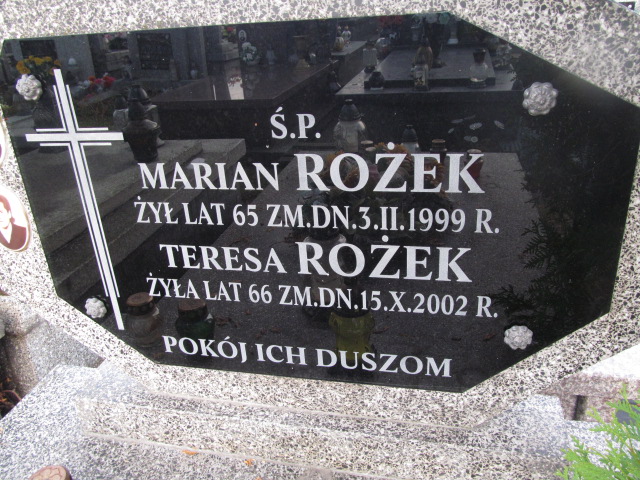 Ś.P.
MARIAN ROŻEK
ŻYŁ LAT 65 ZM.DN.3.II.1999 R.
TERESA ROŻEK
ŻYŁA LAT 66 ZM.DN.15.X.2002 R.
POKÓJ ICH DUSZOM